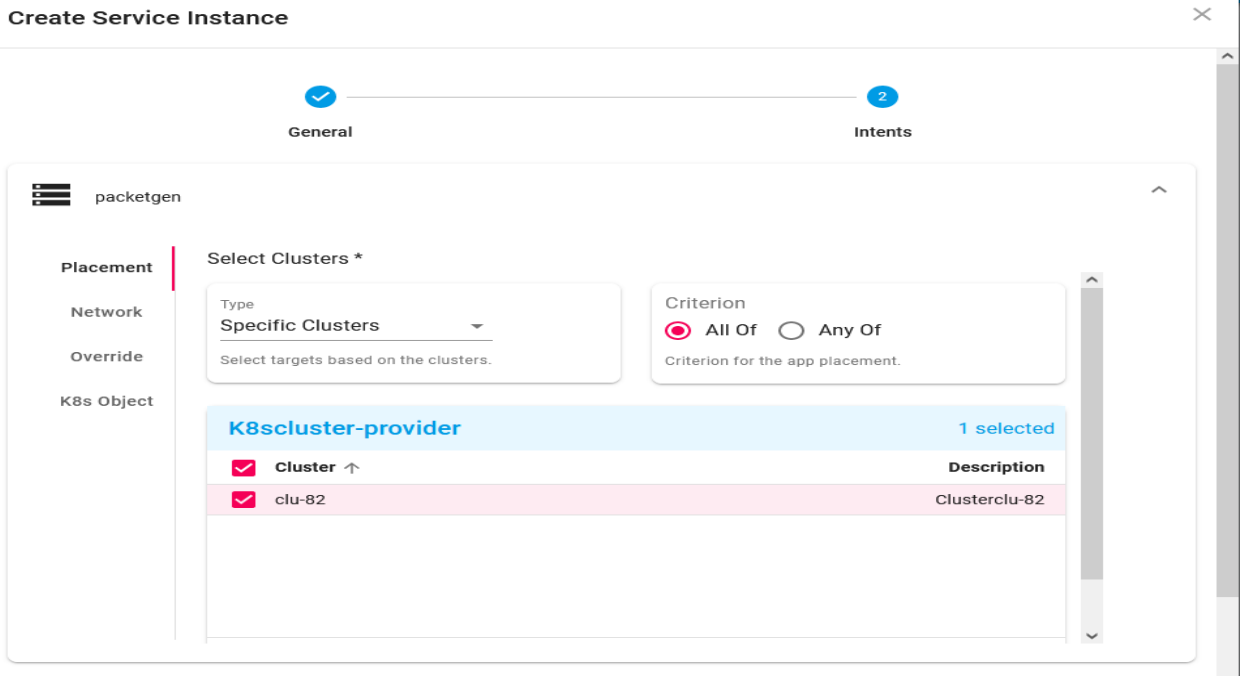 Create Service Instance
2
General Intents
packetgen
Placement
Network
Override
K8s Object
Select Clusters *
Type
Specific Clusters
Select targets based on the clusters.
Criterion
All Of Any Of
Criterion for the app placement.
K8scluster-provider 1 selected
Cluster Description
clu-82 Clusterclu-82